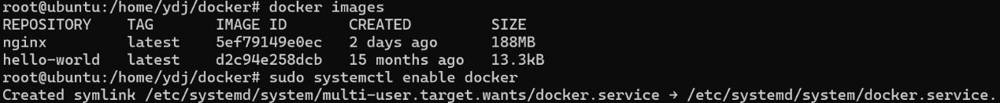 root@ubuntu:/home/ydj/docker# docker images
REPOSITORY    TAG       IMAGE ID       CREATED         SIZE
nginx         latest    5ef79149e0ec   2 days ago      188MB
hello-world   latest    d2c94e258dcb   15 months ago   13.3kB
root@ubuntu:/home/ydj/docker# sudo systemctl enable docker
Created symlink /etc/systemd/system/multi-user.target.wants/docker.service → /etc/systemd/system/docker.service.